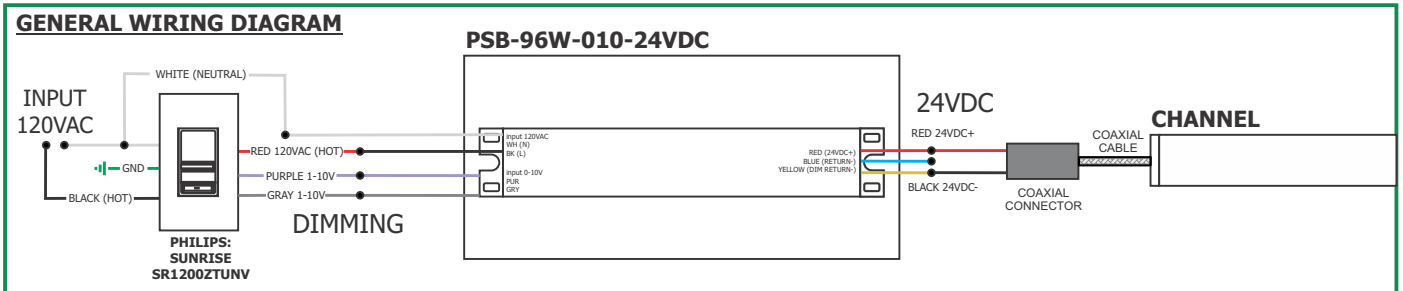 GENERAL WIRING DIAGRAM
PSB-96W-010-24VDC
WHITE (NEUTRAL)
INPUT
120VAC
GND
BLACK (HOT)
PHILIPS:
SUNRISE
SR1200ZTUNV
RED 120VAC (HOT)
PURPLE 1-10V
GRAY 1-10V
DIMMING
input 120VAC
WH (N)
BK (L)
input 0-10V
PUR
GRY
RED (24VDC+)
BLUE (RETURN-)
YELLOW (DIM RETURN-)
24VDC
RED 24VDC+
BLACK 24VDC-
COAXIAL
CONNECTOR
COAXIAL
CABLE
CHANNEL